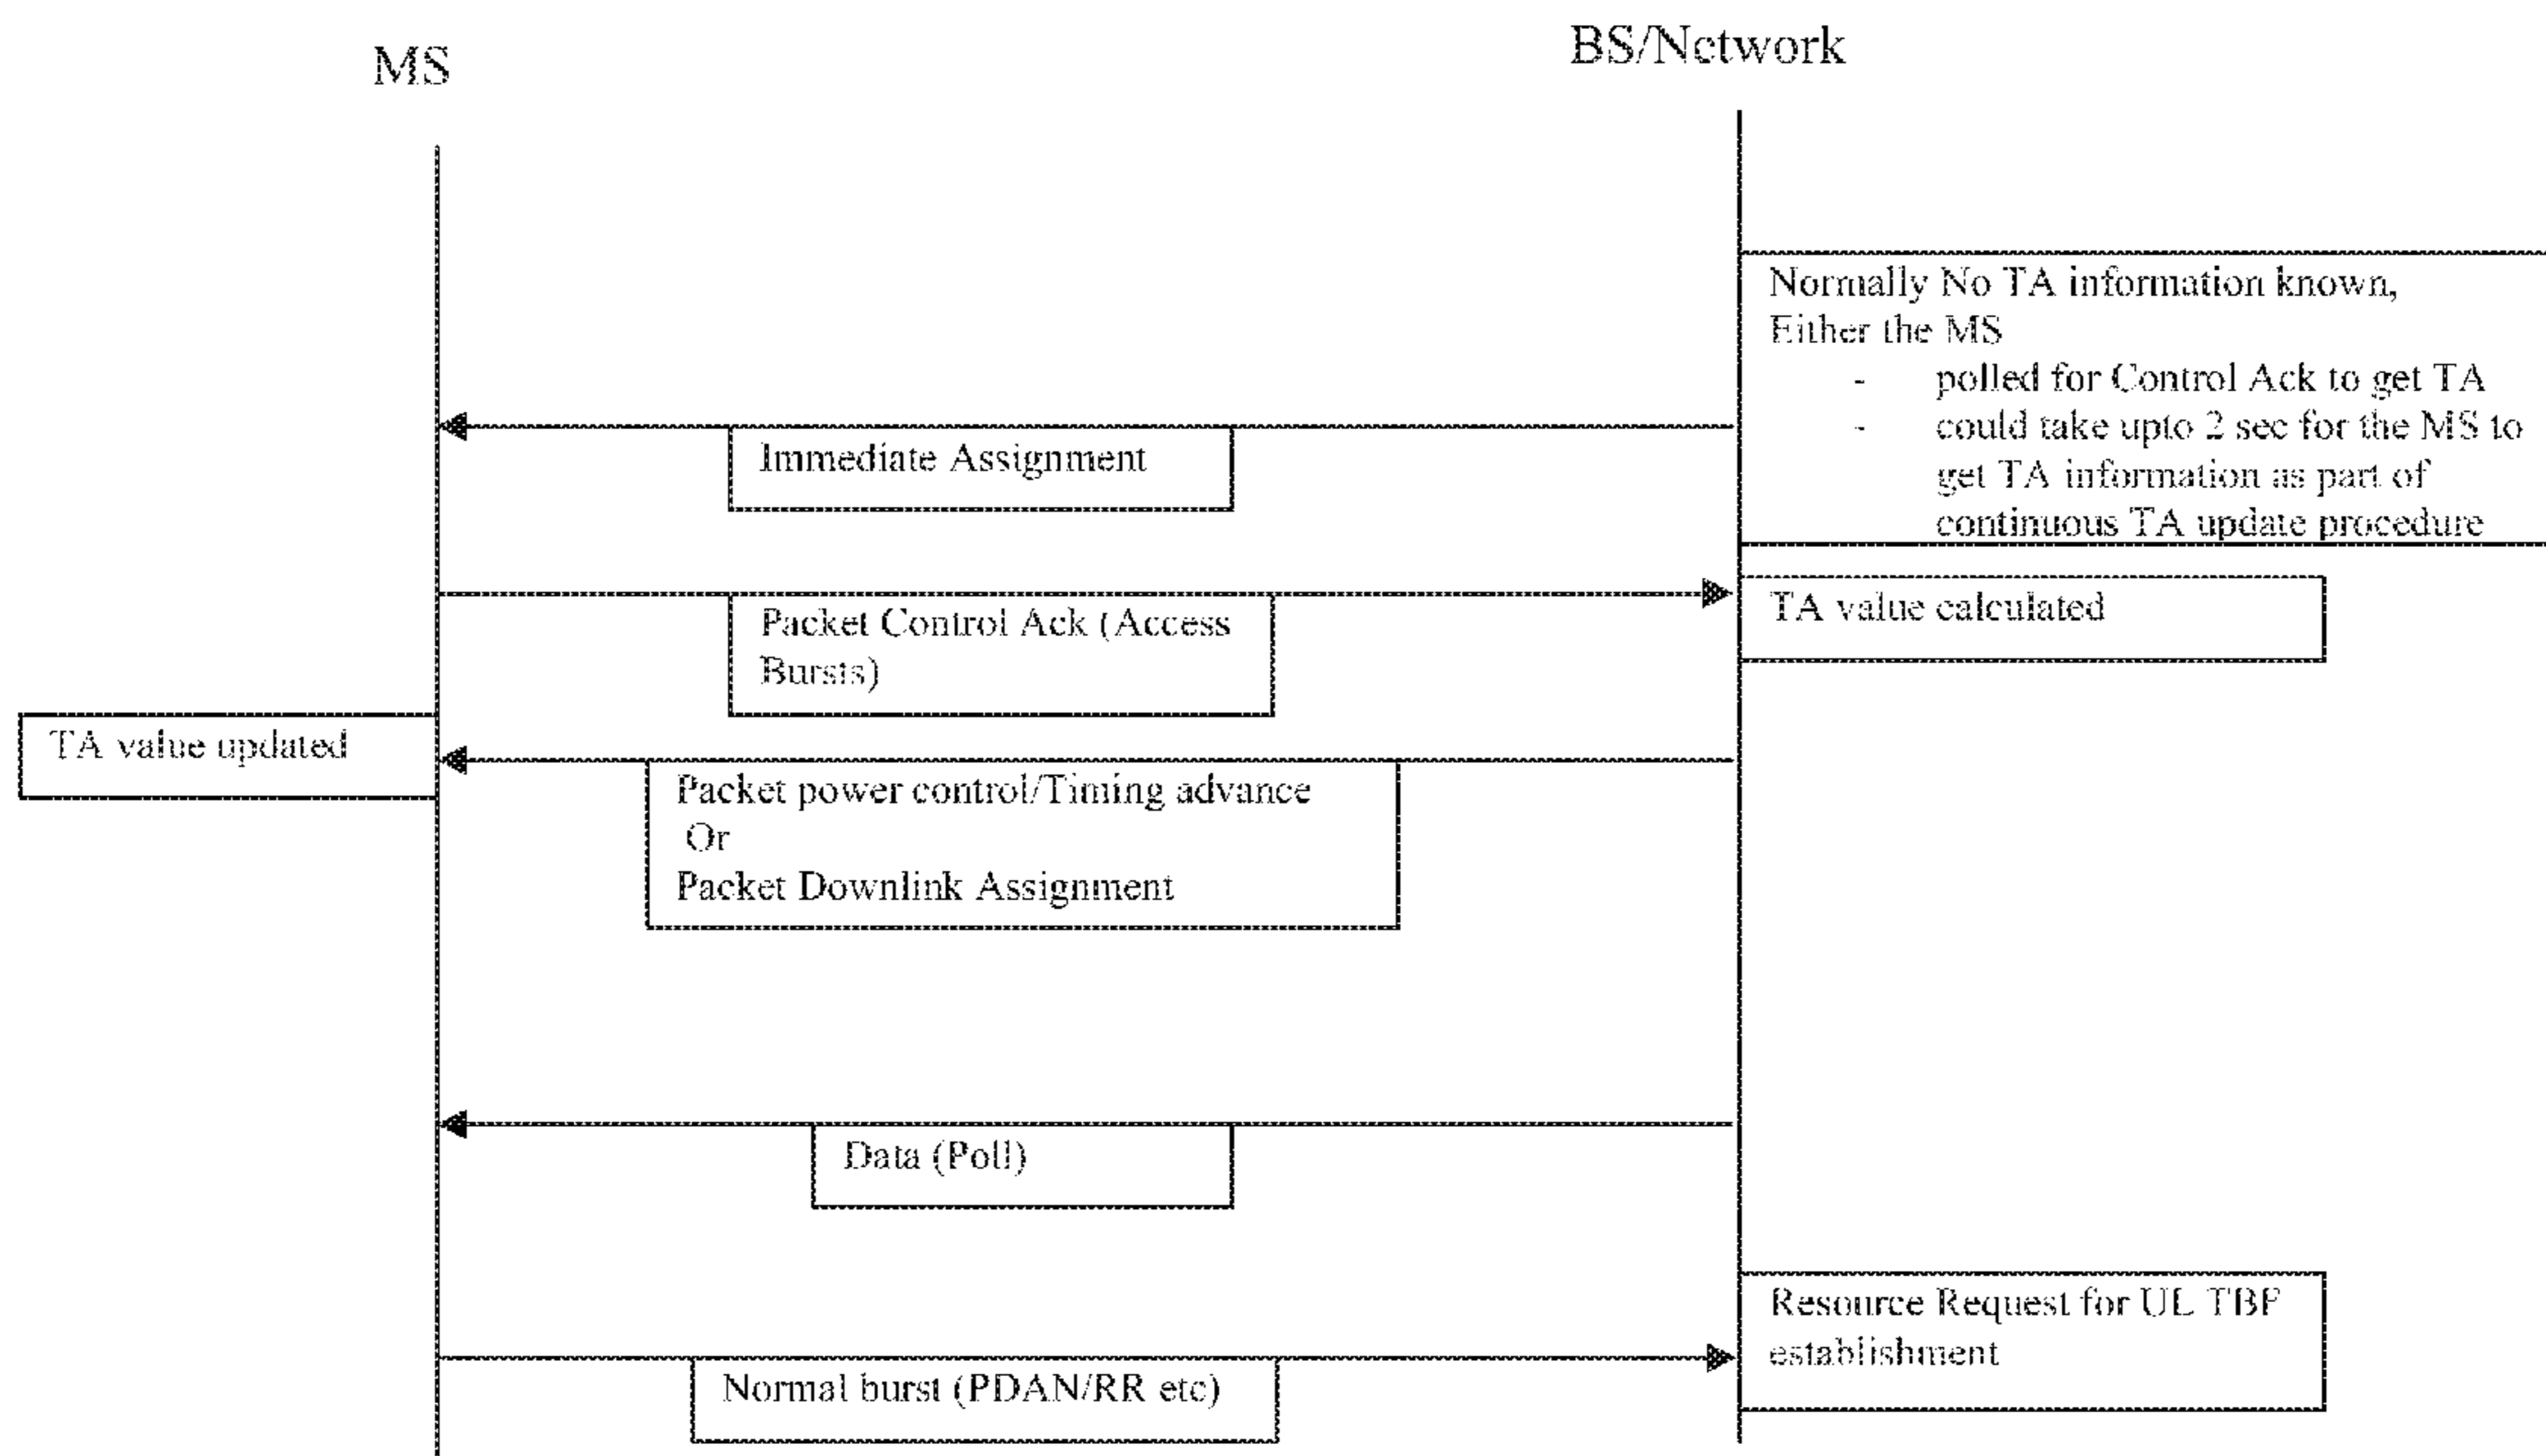 MS
BS/Network
Normally No TA information known,
Either the MS
- polled for Control Ack to get TA
- could take upto 2 sec for the MS to
get TA information as part of
continuous TA update procedure
Immediate Assignment
Packet Control Ack (Access
Bursts)
TA value calculated
TA value updated
Packet power control/Timing advance
Or
Packet Downlink Assignment
Data (Poll)
Resource Request for UL TBF
establishment
Normal burst (PDAN/RR etc)